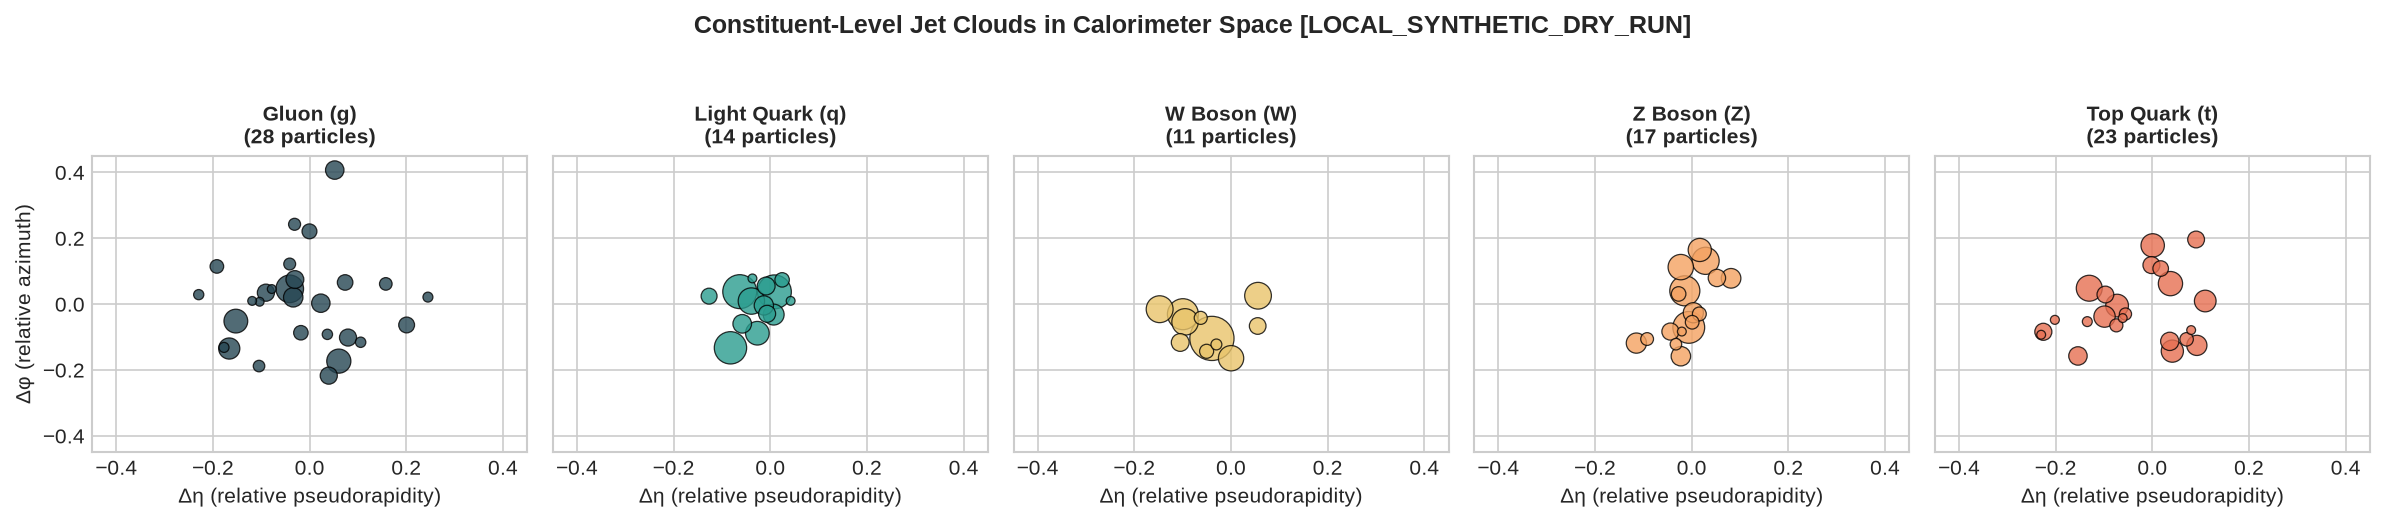 Constituent-Level Jet Clouds in Calorimeter Space [LOCAL_SYNTHETIC_DRY_RUN]
Gluon (g)
(28 particles)
Light Quark (q)
(14 particles)
W Boson (W)
(11 particles)
Z Boson (Z)
(17 particles)
Top Quark (t)
(23 particles)
Δφ (relative azimuth)
0.4
0.2
0.0
−0.2
−0.4
−0.4 −0.2 0.0 0.2 0.4
−0.4 −0.2 0.0 0.2 0.4
−0.4 −0.2 0.0 0.2 0.4
−0.4 −0.2 0.0 0.2 0.4
−0.4 −0.2 0.0 0.2 0.4
Δη (relative pseudorapidity)
Δη (relative pseudorapidity)
Δη (relative pseudorapidity)
Δη (relative pseudorapidity)
Δη (relative pseudorapidity)